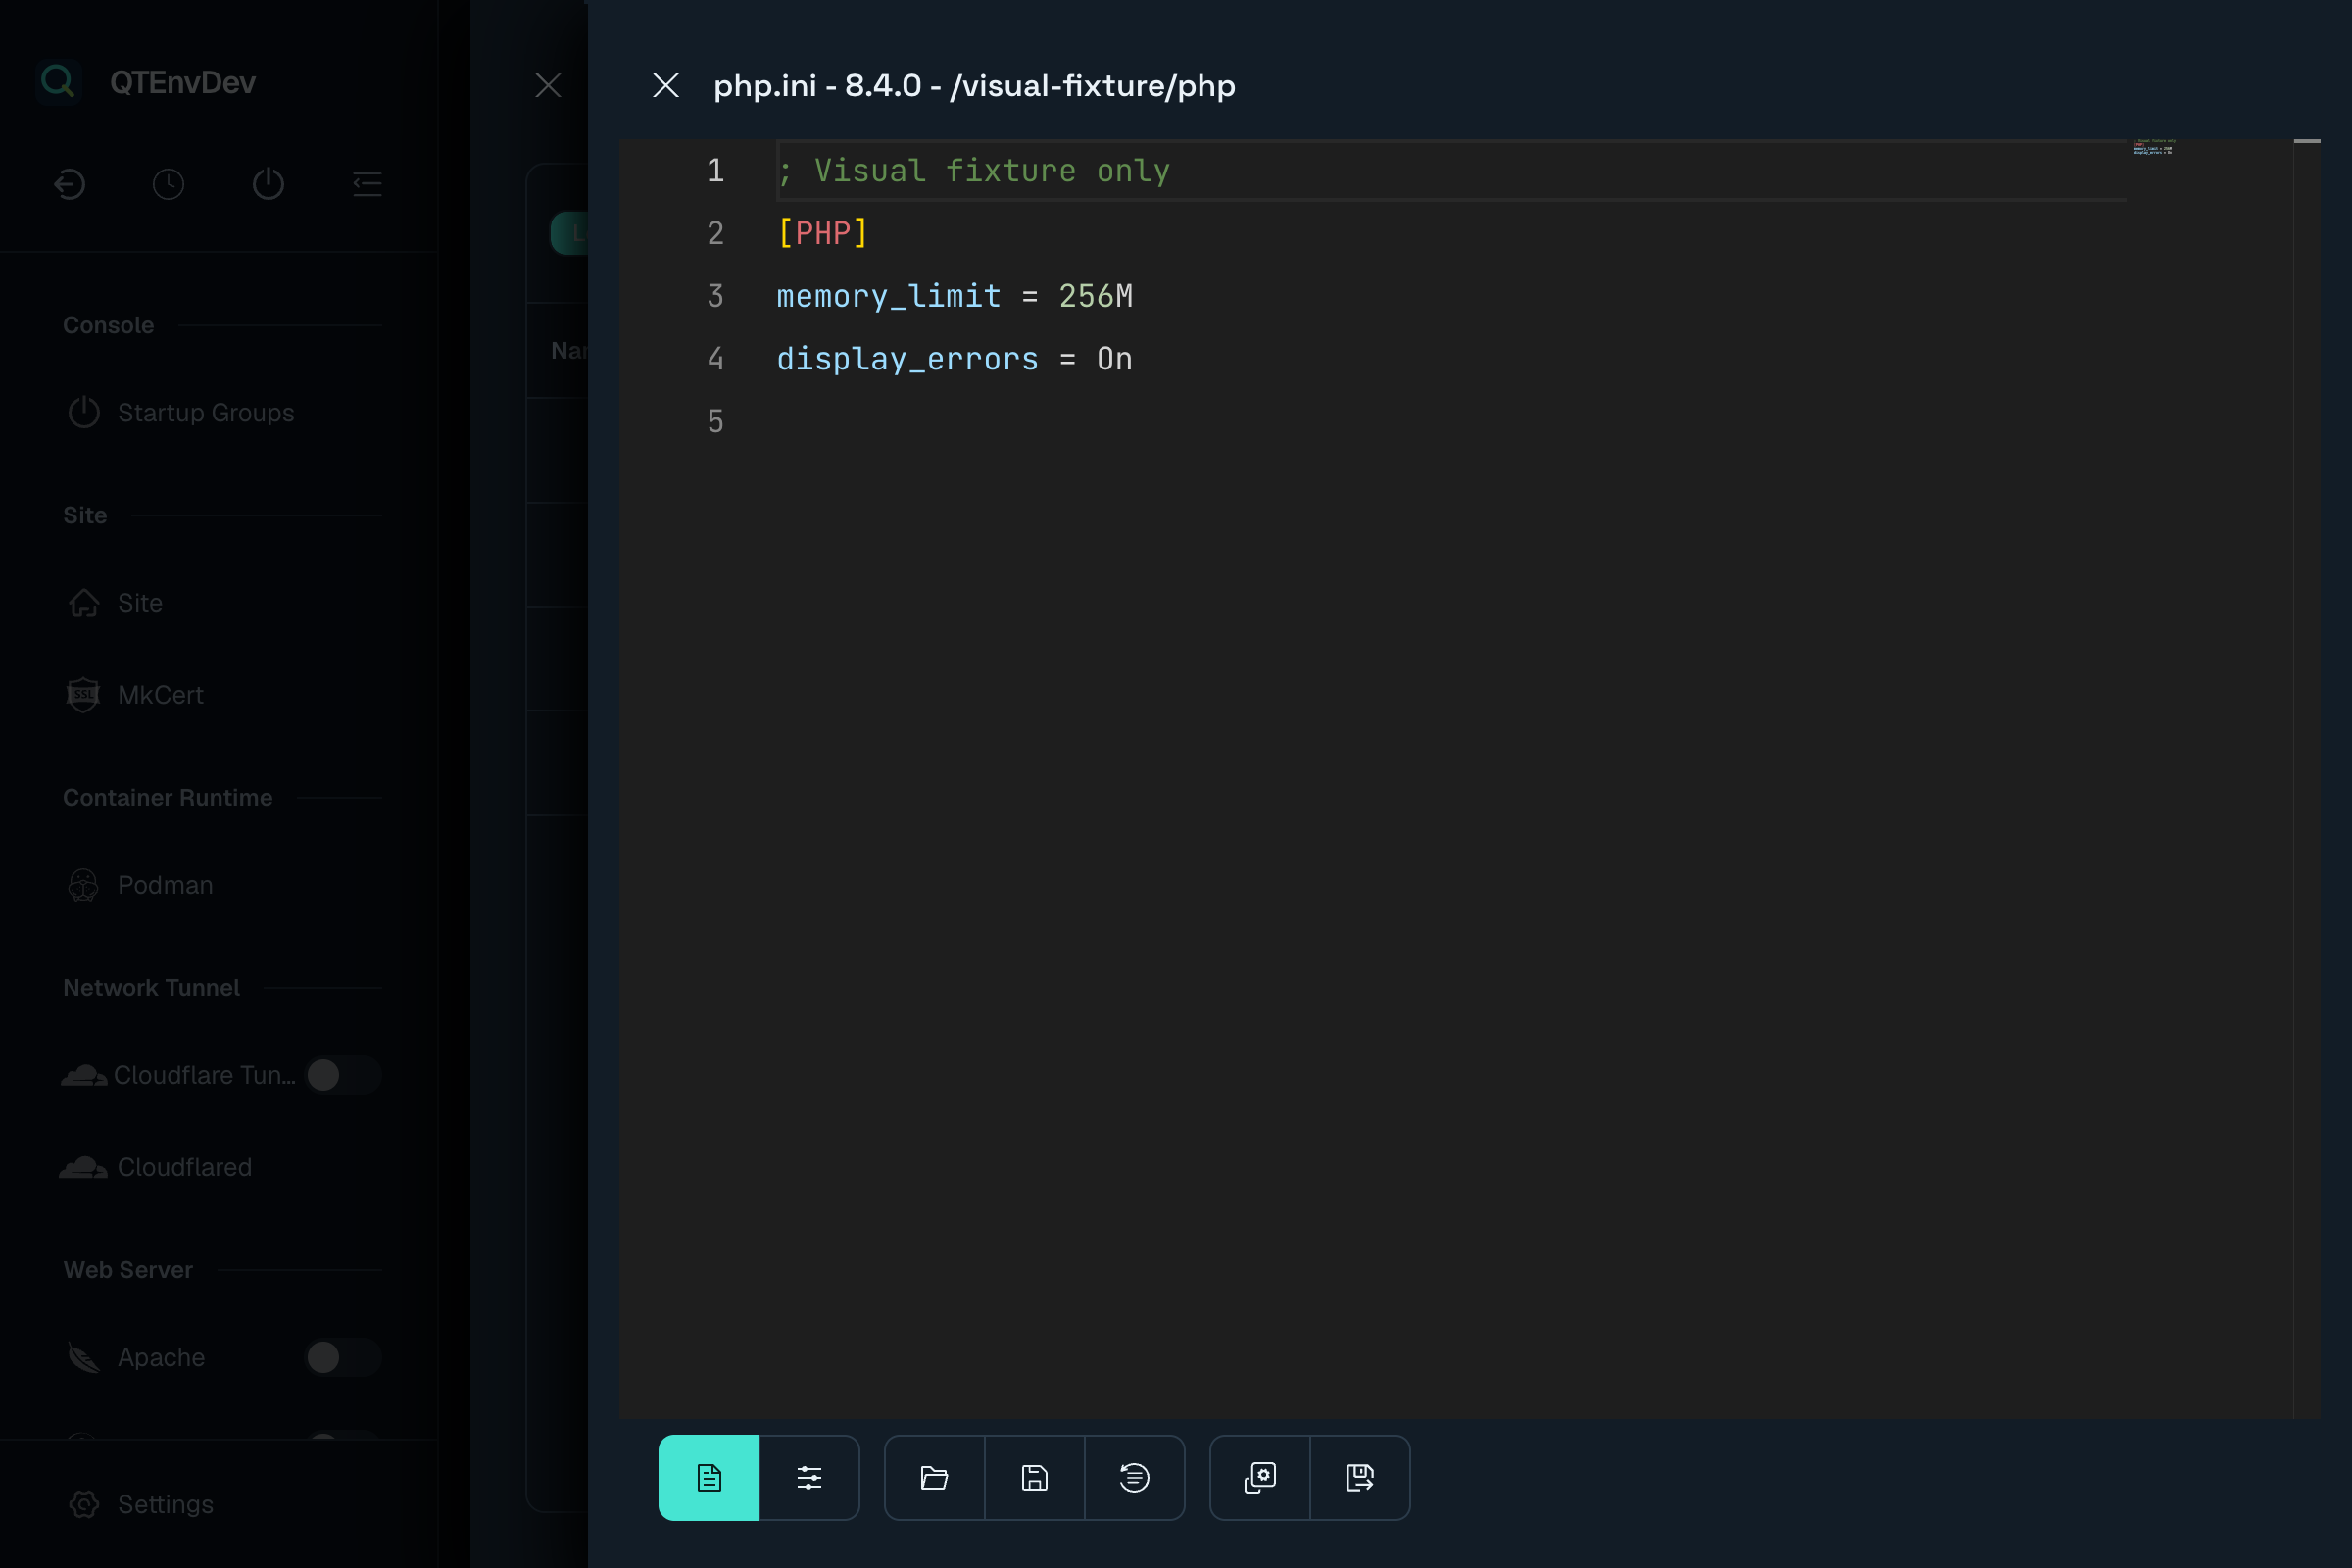 QTEnvDev
Console
Startup Groups
Site
Site
SSL
MkCert
Container Runtime
Podman
Network Tunnel
Cloudflare Tun...
Cloudflared
Web Server
Apache
Settings
php.ini - 8.4.0 - /visual-fixture/php
1 ; Visual fixture only
2 [PHP]
3 memory_limit = 256M
4 display_errors = On
5